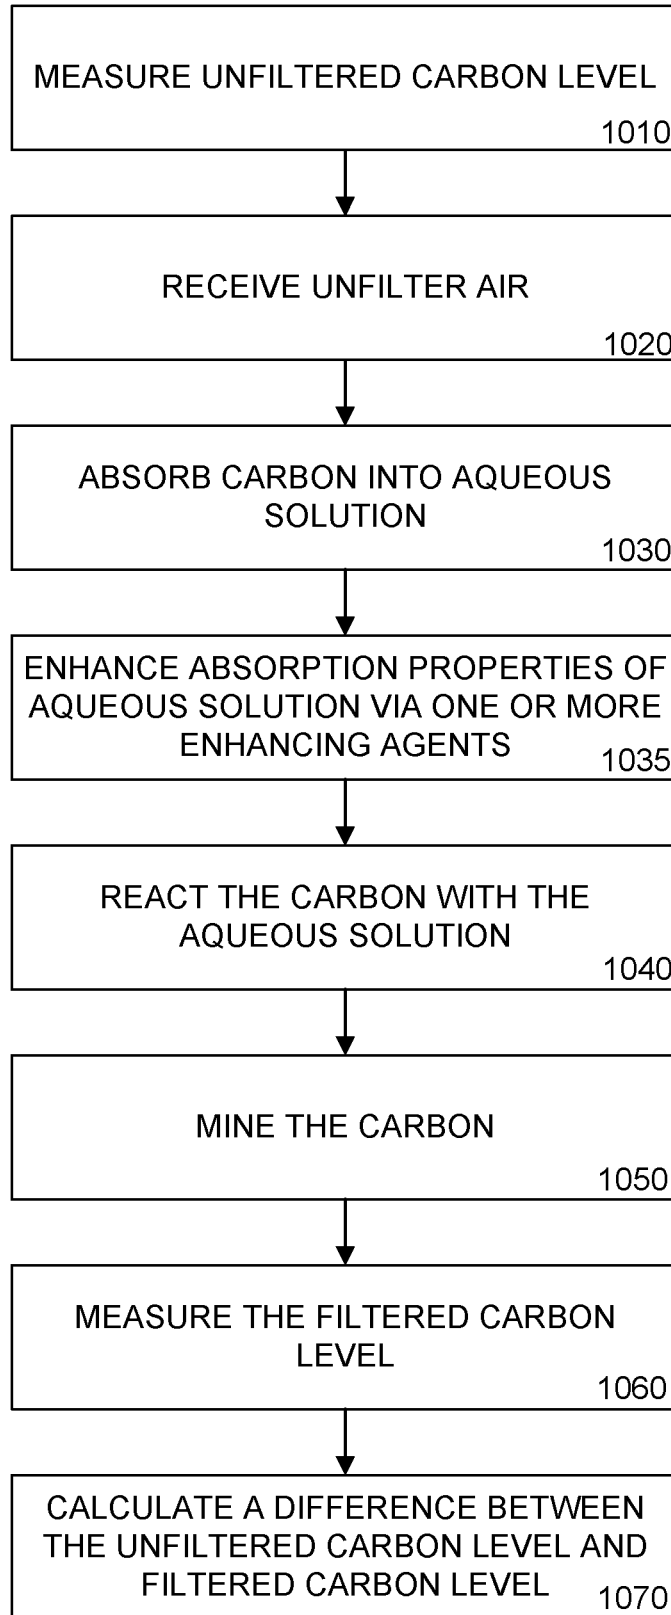 MEASURE UNFILTERED CARBON LEVEL
1010
RECEIVE UNFILTER AIR
1020
ABSORB CARBON INTO AQUEOUS
SOLUTION
1030
ENHANCE ABSORPTION PROPERTIES OF
AQUEOUS SOLUTION VIA ONE OR MORE
ENHANCING AGENTS
1035
REACT THE CARBON WITH THE
AQUEOUS SOLUTION
1040
MINE THE CARBON
1050
MEASURE THE FILTERED CARBON
LEVEL
1060
CALCULATE A DIFFERENCE BETWEEN
THE UNFILTERED CARBON LEVEL AND
FILTERED CARBON LEVEL
1070